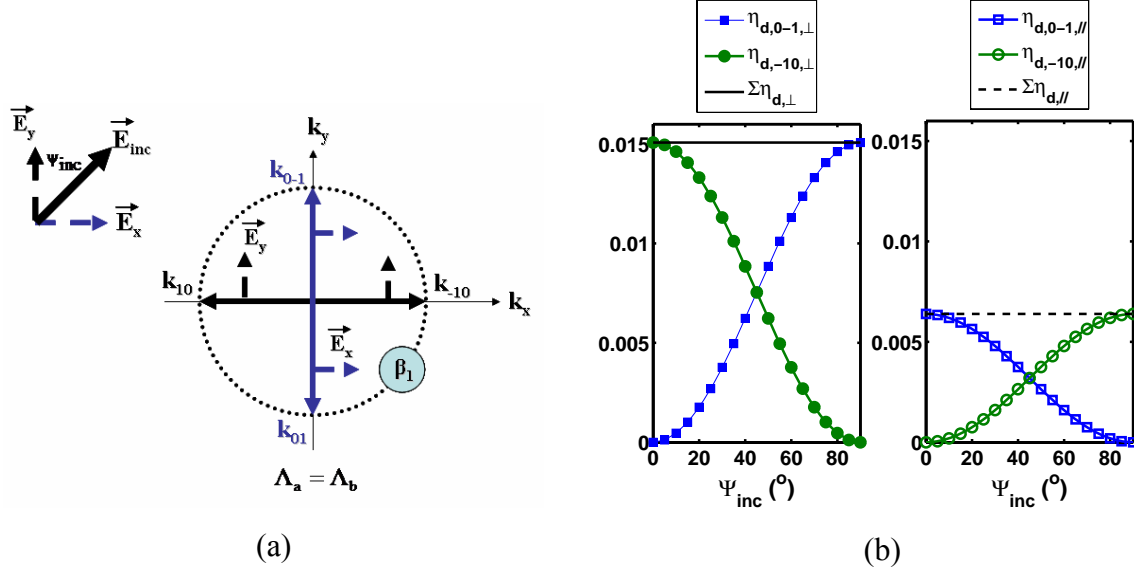 E_y
Ψ_inc
E_inc
E_x
k_y
k_0-1
E_y
k_10
k_-10
k_x
E_x
β_1
k_01
Λ_a = Λ_b
(a)
η_d,0-1,⊥
η_d,-10,⊥
Ση_d,⊥
0.015
0.01
0.005
0
0 20 40 60 80
Ψ_inc (°)
η_d,0-1,//
η_d,-10,//
Ση_d,//
0.015
0.01
0.005
0
0 20 40 60 80
Ψ_inc (°)
(b)